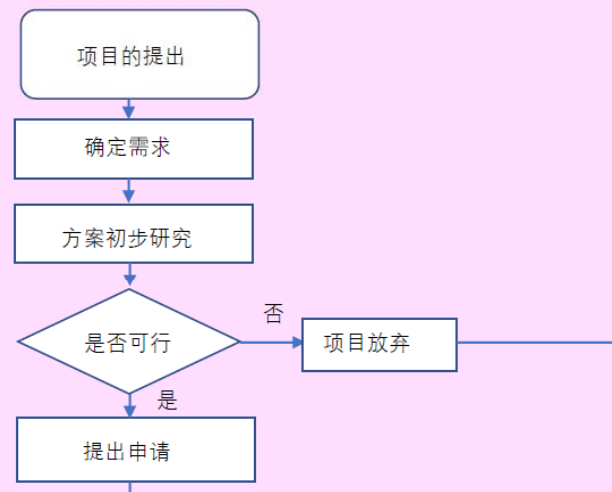 项目的提出
确定需求
方案初步研究
是否可行
否
项目放弃
是
提出申请